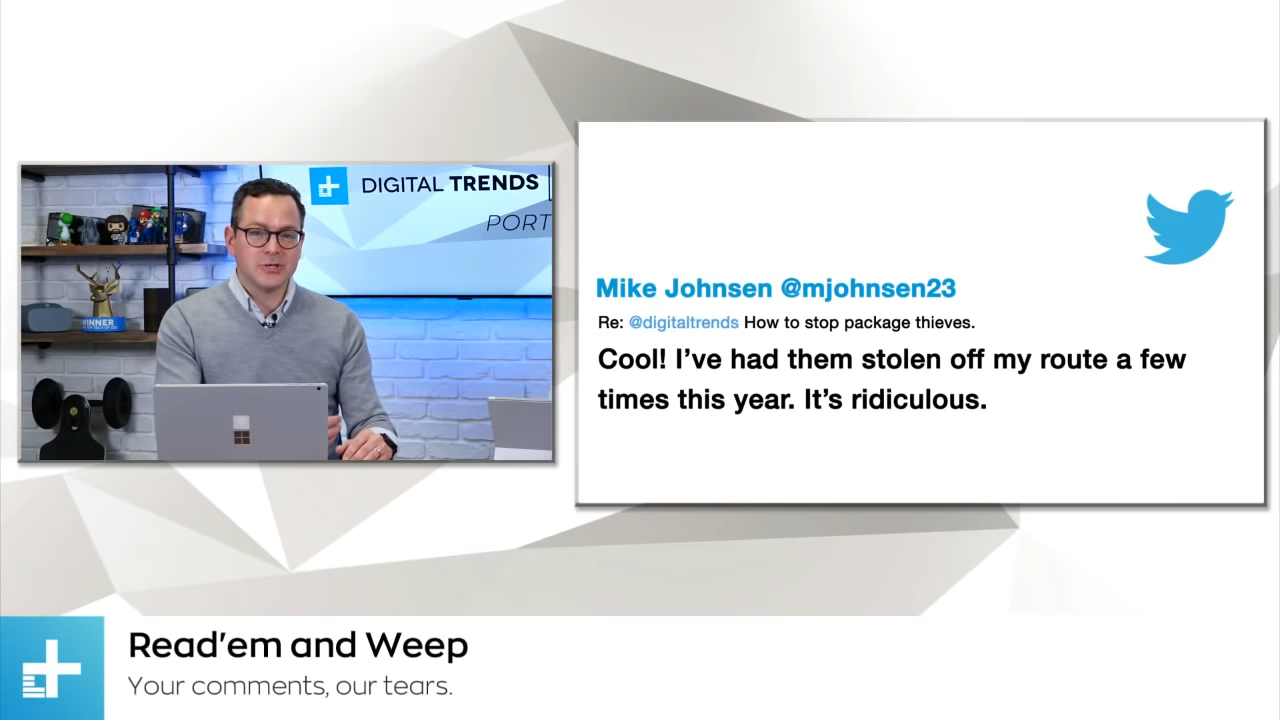 DIGITAL TRENDS
PORT
WINNER
Mike Johnsen @mjohnsen23
Re: @digitaltrends How to stop package thieves.
Cool! I’ve had them stolen off my route a few
times this year. It’s ridiculous.
Read'em and Weep
Your comments, our tears.